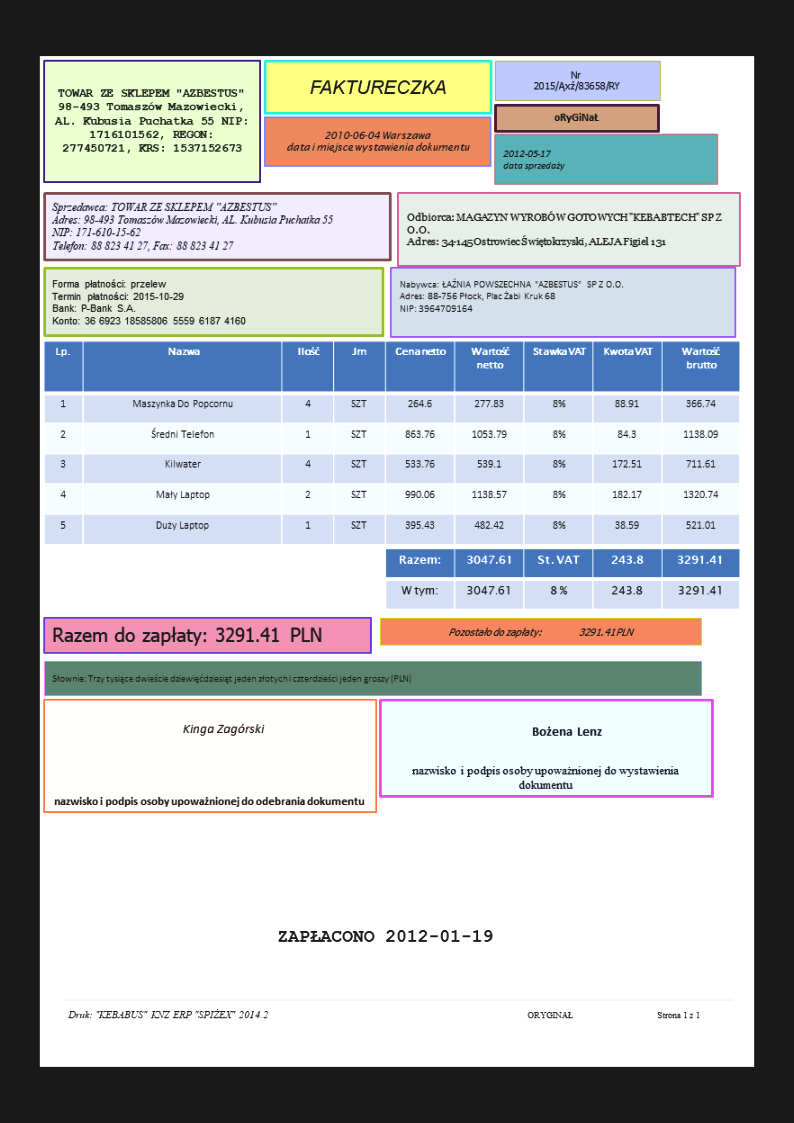 TOWAR ZE SKLEPEM "AZBESTUS"
98-493 Tomaszów Mazowiecki,
AL. Kubusia Puchatka 55 NIP:
1716101562, REGON:
277450721, KRS: 1537152673
FAKTURECZKA
2010-06-04 Warszawa
data i miejsce wystawienia dokumentu
Nr
2015/Ąxź/83658/RY
oRyGiNaŁ
2012-05-17
data sprzedaży
Sprzedawca: TOWAR ZE SKLEPEM "AZBESTUS"
Adres: 98-493 Tomaszów Mazowiecki, AL. Kubusia Puchatka 55
NIP: 171-610-15-62
Telefon: 88 823 41 27, Fax: 88 823 41 27
Odbiorca: MAGAZYN WYROBÓW GOTOWYCH "KEBABTECH" SP Z
O.O.
Adres: 34-145 Ostrowiec Świętokrzyski, ALEJA Figiel 131
Forma płatności: przelew
Termin płatności: 2015-10-29
Bank: P-Bank S.A.
Konto: 36 6923 18585806 5559 6187 4160
Nabywca: ŁAŹNIA POWSZECHNA "AZBESTUS" SP Z O.O.
Adres: 88-756 Płock, Plac Żabi Kruk 68
NIP: 3964709164
Lp. Nazwa Ilość Jm Cena netto Wartość netto Stawka VAT Kwota VAT Wartość brutto
1 Maszynka Do Popcornu 4 SZT 264.6 277.83 8% 88.91 366.74
2 Średni Telefon 1 SZT 863.76 1053.79 8% 84.3 1138.09
3 Kilwater 4 SZT 533.76 539.1 8% 172.51 711.61
4 Mały Laptop 2 SZT 990.06 1138.57 8% 182.17 1320.74
5 Duży Laptop 1 SZT 395.43 482.42 8% 38.59 521.01
Razem: 3047.61 St. VAT 243.8 3291.41
W tym: 3047.61 8% 243.8 3291.41
Razem do zapłaty: 3291.41 PLN
Pozostało do zapłaty: 3291.41 PLN
Słownie: Trzy tysiące dwieście dziewięćdziesiąt jeden złotych i czterdzieści jeden groszy (PLN)
Kinga Zagórski
nazwisko i podpis osoby upoważnionej do odebrania dokumentu
Bożena Lenz
nazwisko i podpis osoby upoważnionej do wystawienia
dokumentu
ZAPŁACONO 2012-01-19
Druk: "KEBABUS" KNZ ERP "SPIŻEX" 2014.2 ORYGINAŁ Strona 1 z 1